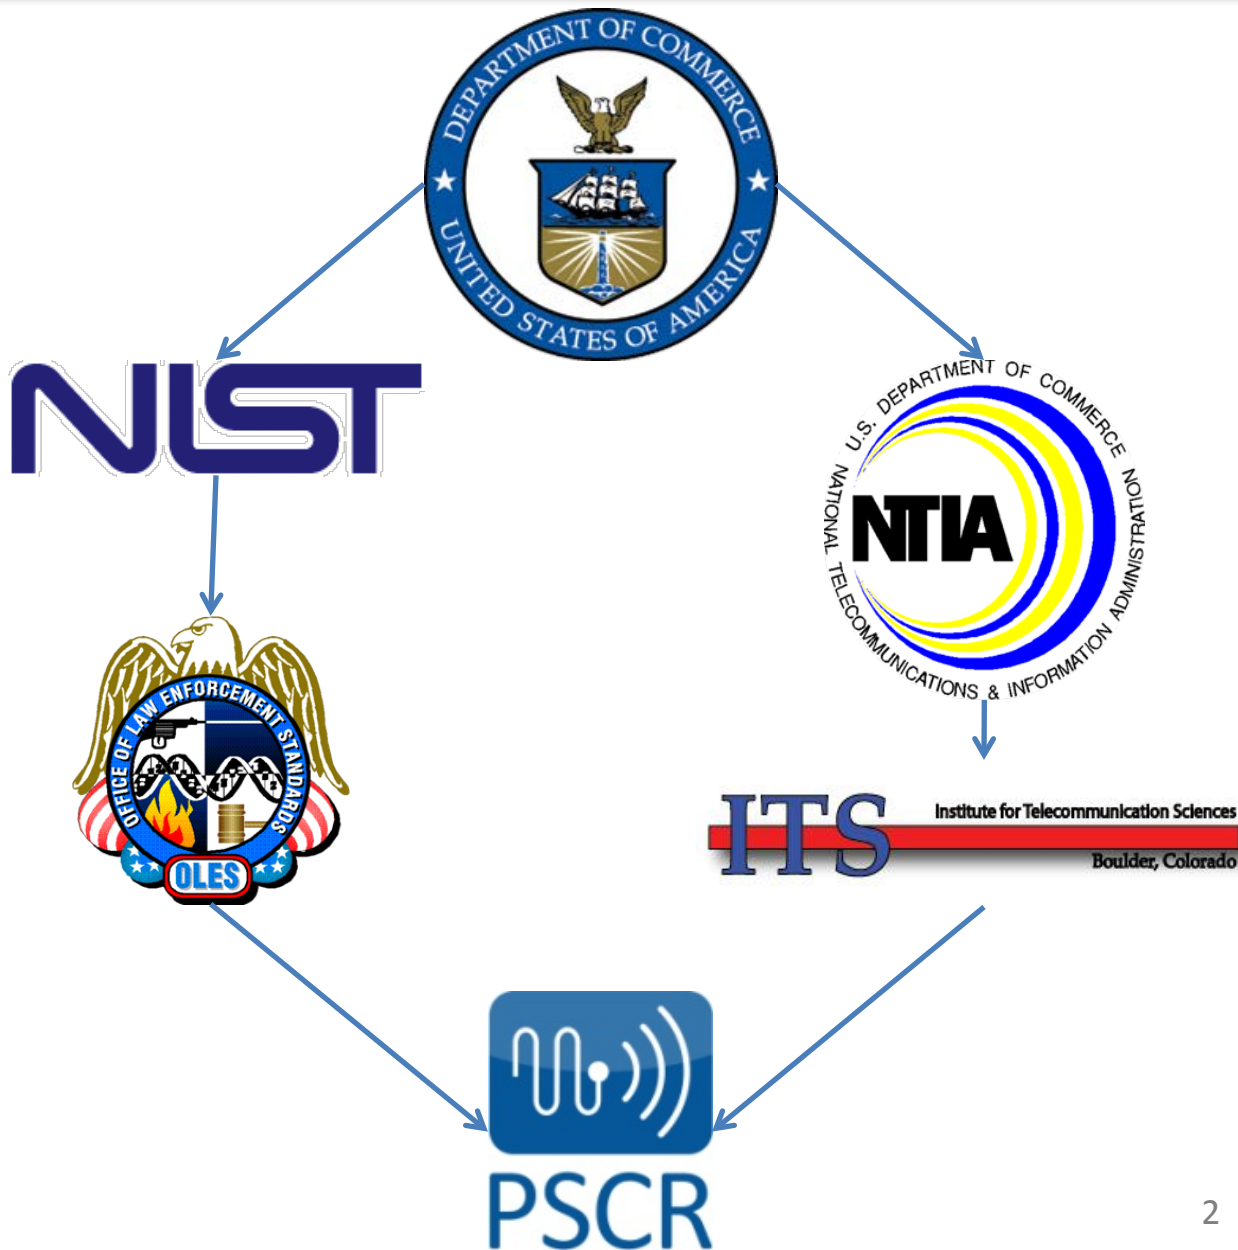 DEPARTMENT OF COMMERCE
UNITED STATES OF AMERICA
NIST
U.S. DEPARTMENT OF COMMERCE
NTIA
NATIONAL TELECOMMUNICATIONS & INFORMATION ADMINISTRATION
OFFICE OF LAW ENFORCEMENT STANDARDS
OLES
ITS
Institute for Telecommunication Sciences
Boulder, Colorado
PSCR
2